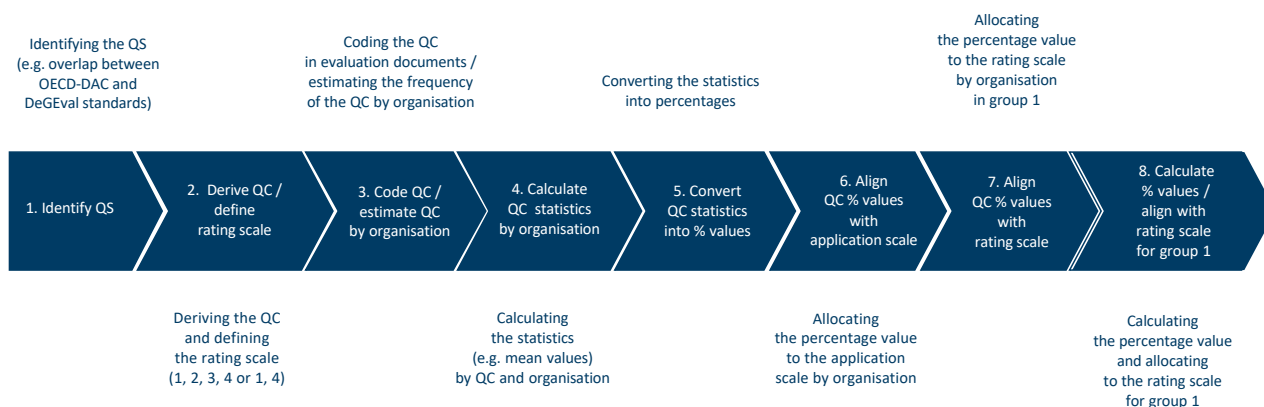 Identifying the QS
(e.g. overlap between
OECD-DAC and
DeGEval standards)
Coding the QC
in evaluation documents /
estimating the frequency
of the QC by organisation
Converting the statistics
into percentages
Allocating
the percentage value
to the rating scale
by organisation
in group 1
1. Identify QS
2. Derive QC /
define
rating scale
3. Code QC /
estimate QC
by organisation
4. Calculate
QC statistics
by organisation
5. Convert
QC statistics
into % values
6. Align
QC % values
with
application scale
7. Align
QC % values
with
rating scale
8. Calculate
% values /
align with
rating scale
for group 1
Deriving the QC
and defining
the rating scale
(1, 2, 3, 4 or 1, 4)
Calculating
the statistics
(e.g. mean values)
by QC and organisation
Allocating
the percentage value
to the application
scale by organisation
Calculating
the percentage value
and allocating
to the rating scale
for group 1